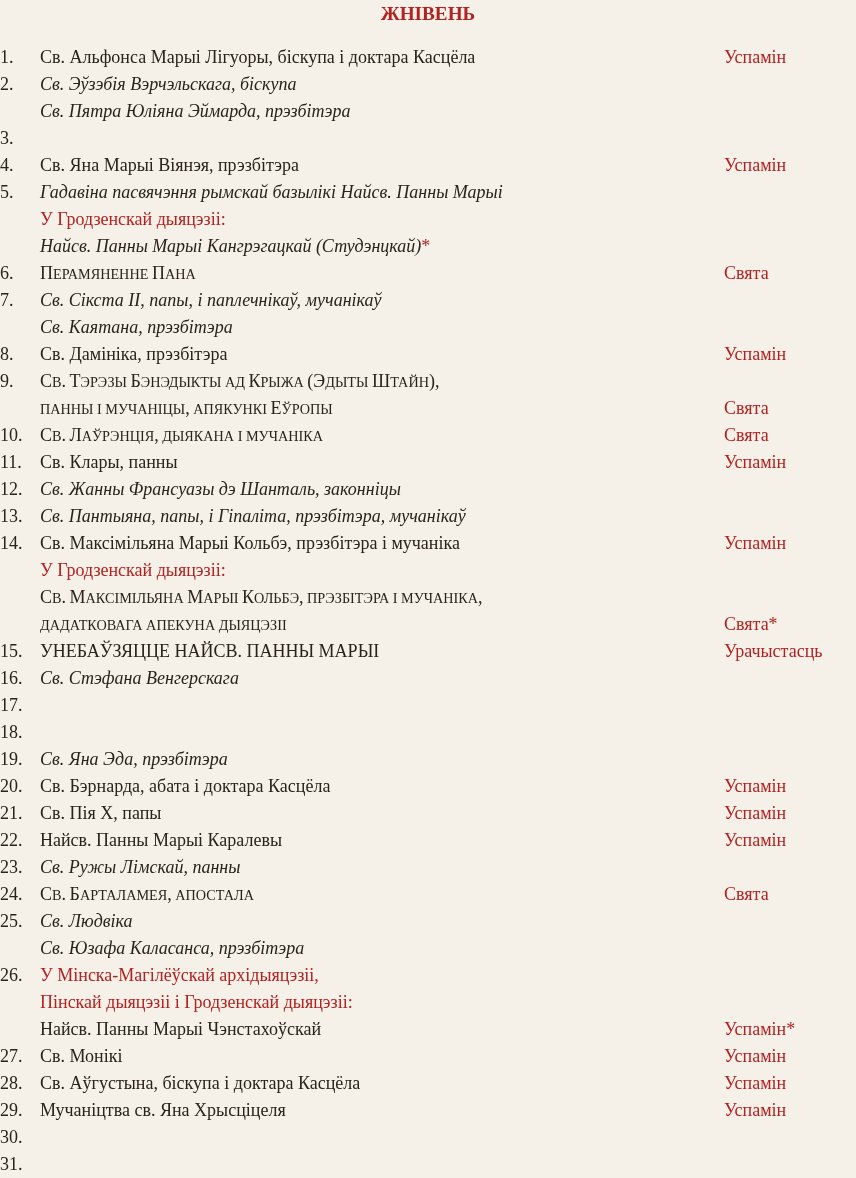 ЖНІВЕНЬ
1. Св. Альфонса Марыі Лігуоры, біскупа і доктара Касцёла Успамін
2. Св. Эўзэбія Вэрчэльскага, біскупа
Св. Пятра Юліяна Эймарда, прэзбітэра
3.
4. Св. Яна Марыі Віянэя, прэзбітэра Успамін
5. Гадавіна пасвячэння рымскай базылікі Найсв. Панны Марыі
У Гродзенскай дыяцэзіі:
Найсв. Панны Марыі Кангрэгацкай (Студэнцкай)*
6. Перамяненне Пана Свята
7. Св. Сікста II, папы, і паплечнікаў, мучанікаў
Св. Каятана, прэзбітэра
8. Св. Дамініка, прэзбітэра Успамін
9. Св. Тэрэзы Бэнэдыкты ад Крыжа (Эдыты Штайн),
панны і мучаніцы, апякункі Еўропы Свята
10. Св. Лаўрэнція, дыякана і мучаніка Свята
11. Св. Клары, панны Успамін
12. Св. Жанны Франсуазы дэ Шанталь, законніцы
13. Св. Пантыяна, папы, і Гіпаліта, прэзбітэра, мучанікаў
14. Св. Максімільяна Марыі Кольбэ, прэзбітэра і мучаніка Успамін
У Гродзенскай дыяцэзіі:
Св. Максімільяна Марыі Кольбэ, прэзбітэра і мучаніка,
дадатковага апекуна дыяцэзіі Свята*
15. УНЕБАЎЗЯЦЦЕ НАЙСВ. ПАННЫ МАРЫІ Урачыстасць
16. Св. Стэфана Венгерскага
17.
18.
19. Св. Яна Эда, прэзбітэра
20. Св. Бэрнарда, абата і доктара Касцёла Успамін
21. Св. Пія X, папы Успамін
22. Найсв. Панны Марыі Каралевы Успамін
23. Св. Ружы Лімскай, панны
24. Св. Барталамея, апостала Свята
25. Св. Людвіка
Св. Юзафа Каласанса, прэзбітэра
26. У Мінска-Магілёўскай архідыяцэзіі,
Пінскай дыяцэзіі і Гродзенскай дыяцэзіі:
Найсв. Панны Марыі Чэнстахоўскай Успамін*
27. Св. Монікі Успамін
28. Св. Аўгустына, біскупа і доктара Касцёла Успамін
29. Мучаніцтва св. Яна Хрысціцеля Успамін
30.
31.